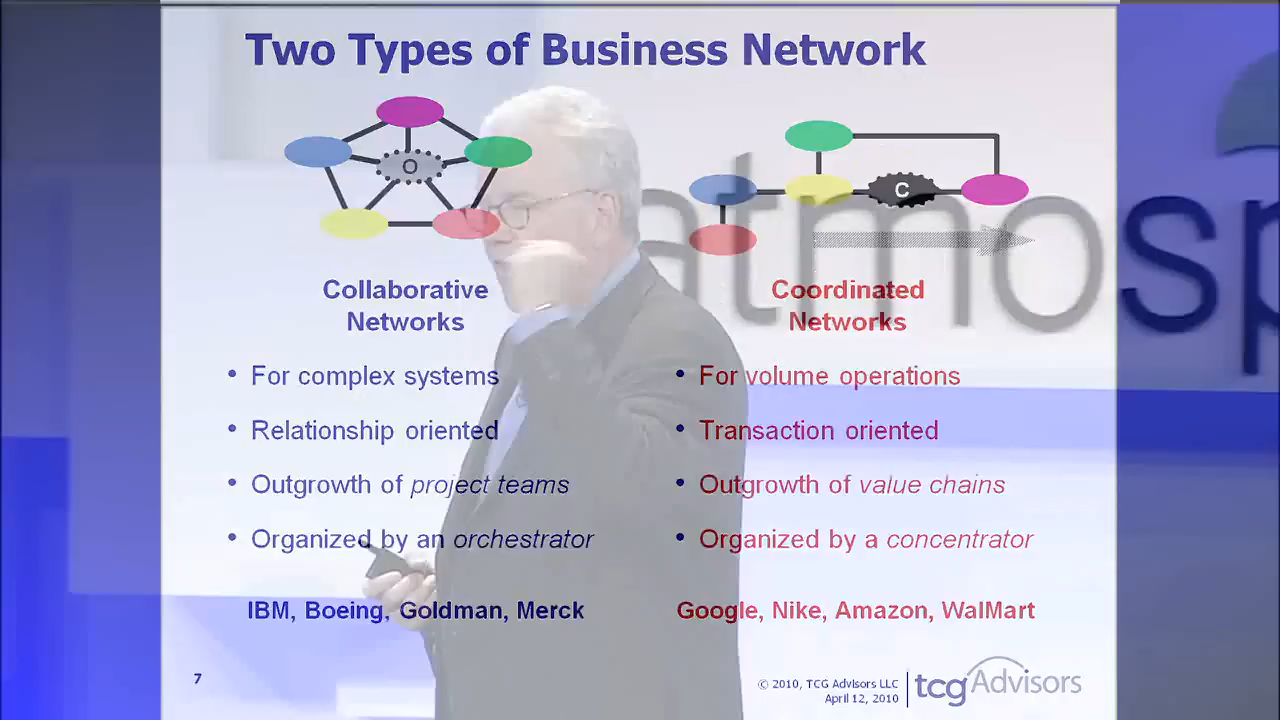 Two Types of Business Network
O
C
Collaborative
Networks
• For complex systems
• Relationship oriented
• Outgrowth of project teams
• Organized by an orchestrator
IBM, Boeing, Goldman, Merck
Coordinated
Networks
• For volume operations
• Transaction oriented
• Outgrowth of value chains
• Organized by a concentrator
Google, Nike, Amazon, WalMart
atmosp
7
© 2010, TCG Advisors LLC
April 12, 2010
tcgAdvisors